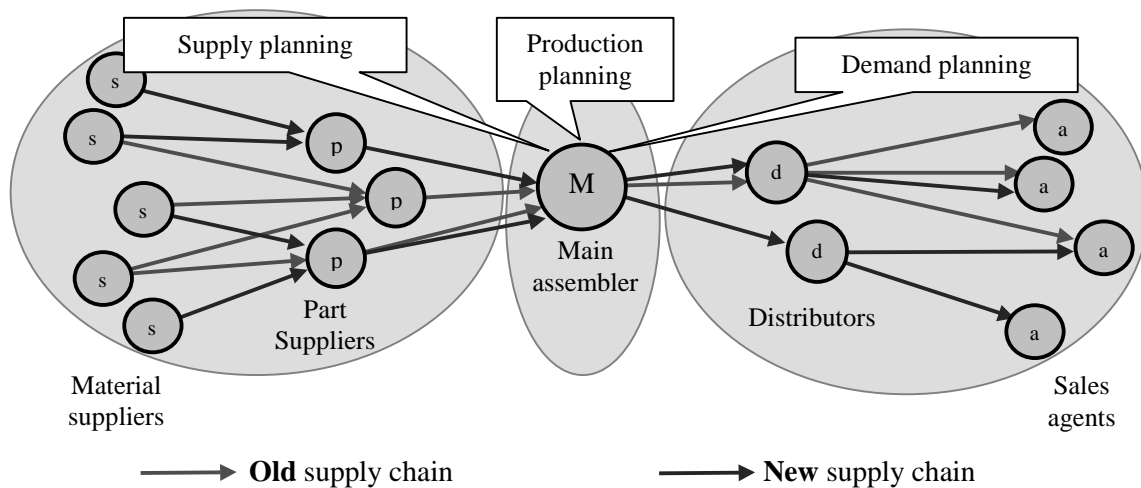 Supply planning
Production
planning
Demand planning
s
s
s
s
s
p
p
p
M
Main
assembler
d
d
a
a
a
a
Part
Suppliers
Distributors
Material
suppliers
Sales
agents
Old supply chain
New supply chain